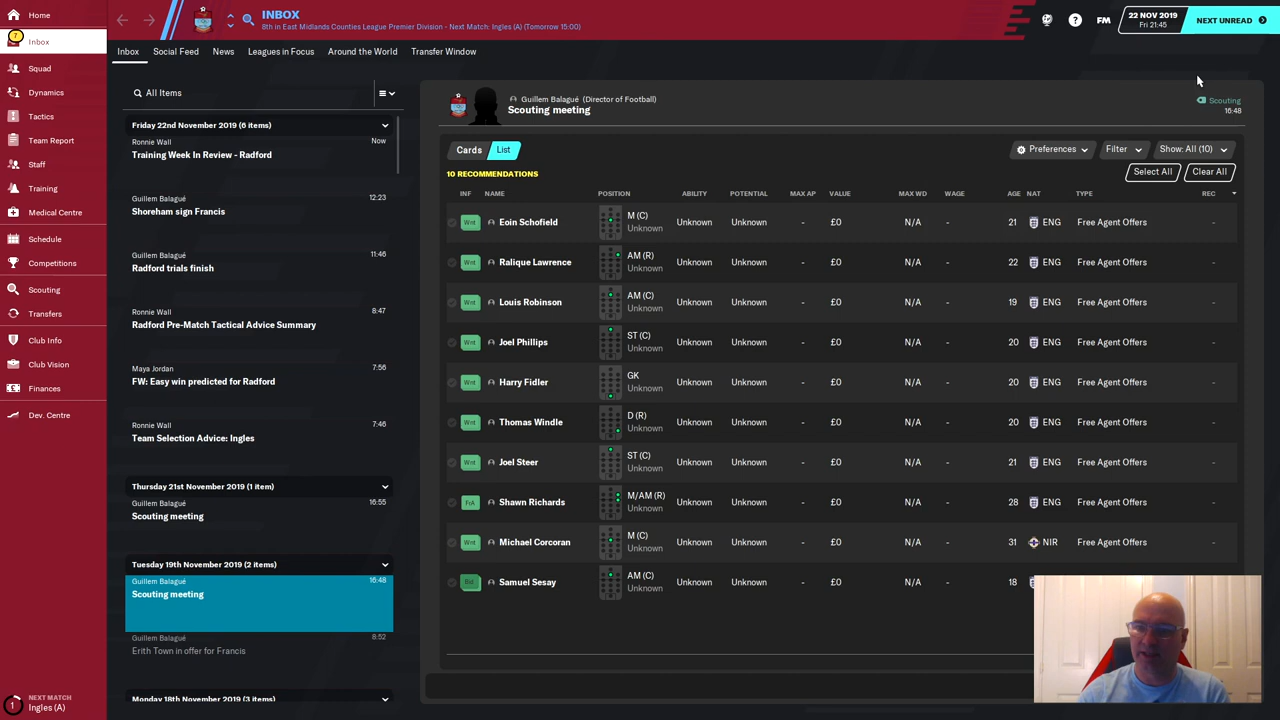 Home
INBOX
8th in East Midlands Counties League Premier Division - Next Match: Ingles (A) (Tomorrow 15:00)
FM
22 NOV 2019
Fri 21:45
NEXT UNREAD
7
Inbox
Squad
Dynamics
Tactics
Team Report
Staff
Training
Medical Centre
Schedule
Competitions
Scouting
Transfers
Club Info
Club Vision
Finances
Dev. Centre
1
NEXT MATCH
Ingles (A)
Inbox Social Feed News Leagues in Focus Around the World Transfer Window
All Items
Friday 22nd November 2019 (6 items)
Ronnie Wall Now
Training Week In Review - Radford
Guillem Balagué 12:23
Shoreham sign Francis
Guillem Balagué 11:46
Radford trials finish
Ronnie Wall 8:47
Radford Pre-Match Tactical Advice Summary
Maya Jordan 7:56
FW: Easy win predicted for Radford
Ronnie Wall 7:46
Team Selection Advice: Ingles
Thursday 21st November 2019 (1 item)
Guillem Balagué 16:55
Scouting meeting
Tuesday 19th November 2019 (2 items)
Guillem Balagué 16:48
Scouting meeting
Guillem Balagué 8:52
Erith Town in offer for Francis
Monday 18th November 2019 (3 items)
Guillem Balagué (Director of Football)
Scouting meeting
Scouting
16:48
Cards List
Preferences Filter Show: All (10)
10 RECOMMENDATIONS
Select All Clear All
INF NAME POSITION ABILITY POTENTIAL MAX AP VALUE MAX WD WAGE AGE NAT TYPE REC
Wnt Eoin Schofield M (C) Unknown Unknown Unknown - £0 N/A - 21 ENG Free Agent Offers -
Wnt Ralique Lawrence AM (R) Unknown Unknown Unknown - £0 N/A - 22 ENG Free Agent Offers -
Wnt Louis Robinson AM (C) Unknown Unknown Unknown - £0 N/A - 19 ENG Free Agent Offers -
Wnt Joel Phillips ST (C) Unknown Unknown Unknown - £0 N/A - 20 ENG Free Agent Offers -
Wnt Harry Fidler GK Unknown Unknown Unknown - £0 N/A - 20 ENG Free Agent Offers -
Wnt Thomas Windle D (R) Unknown Unknown Unknown - £0 N/A - 20 ENG Free Agent Offers -
Wnt Joel Steer ST (C) Unknown Unknown Unknown - £0 N/A - 21 ENG Free Agent Offers -
FrA Shawn Richards M/AM (R) Unknown Unknown Unknown - £0 N/A - 28 ENG Free Agent Offers -
Wnt Michael Corcoran M (C) Unknown Unknown Unknown - £0 N/A - 31 NIR Free Agent Offers -
Bid Samuel Sesay AM (C) Unknown Unknown Unknown - £0 N/A - 18